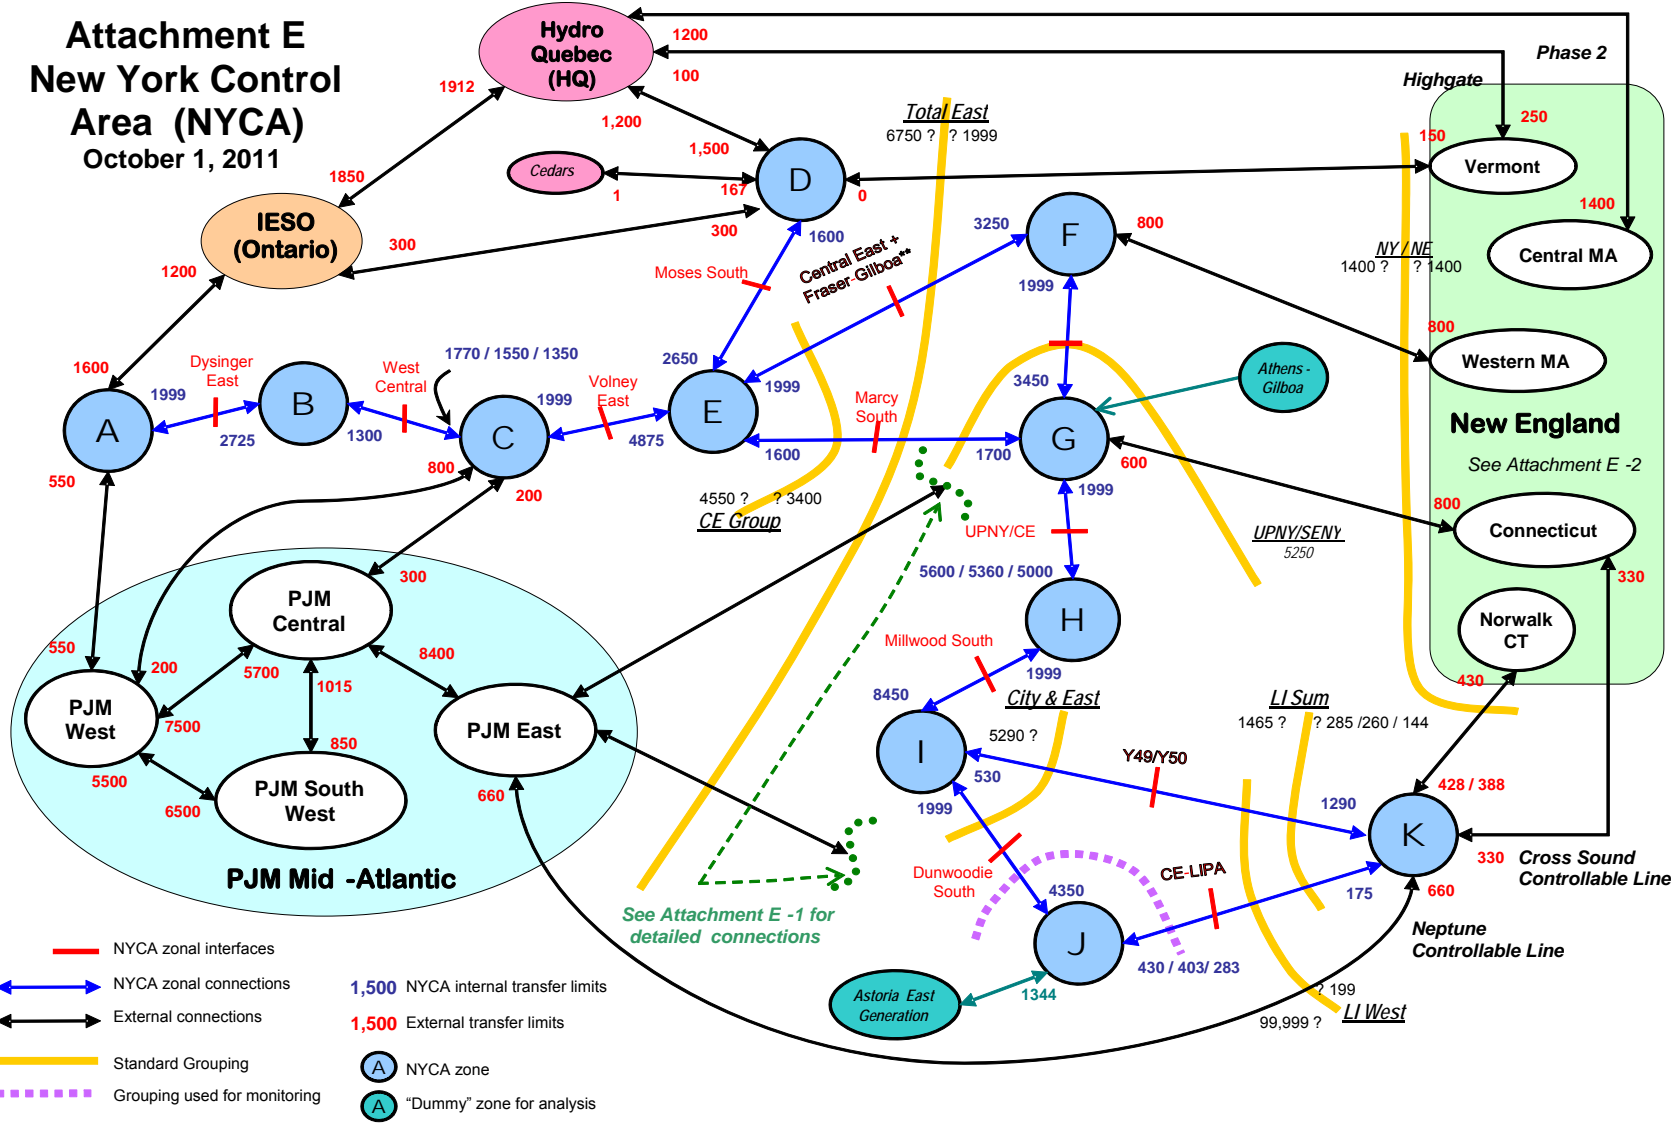 Attachment E
New York Control
Area (NYCA)
October 1, 2011
Hydro
Quebec
(HQ)
1200
100
1912
1,200
1,500
Phase 2
Highgate
250
150
Vermont
1400
Central MA
Total East
6750 ? ? 1999
Cedars
1
167
D
0
1850
IESO
(Ontario)
300
300
1200
1600
Moses South
1600
Central East +
Fraser-Gilboa**
3250
F
800
1999
NY / NE
1400 ? ? 1400
800
Western MA
Dysinger
East
1999
A
2725
B
West
Central
1300
1770 / 1550 / 1350
C
1999
Volney
East
4875
2650
E
1999
1600
Marcy
South
3450
G
1700
1999
Athens -
Gilboa
600
New England
See Attachment E -2
800
Connecticut
330
Norwalk
CT
430
550
800
200
4550 ? ? 3400
CE Group
UPNY/CE
UPNY/SENY
5250
5600 / 5360 / 5000
H
Millwood South
1999
8450
I
530
1999
City & East
5290 ?
LI Sum
1465 ? ? 285 /260 / 144
Y49/Y50
1290
428 / 388
K
330
Cross Sound
Controllable Line
660
175
Neptune
Controllable Line
CE-LIPA
430 / 403/ 283
Dunwoodie
South
4350
J
1344
Astoria East
Generation
? 199
99,999 ?
LI West
550
200
PJM
West
7500
5500
5700
PJM
Central
300
8400
1015
850
6500
PJM South
West
PJM East
660
PJM Mid -Atlantic
See Attachment E -1 for
detailed connections
NYCA zonal interfaces
NYCA zonal connections
External connections
Standard Grouping
Grouping used for monitoring
1,500 NYCA internal transfer limits
1,500 External transfer limits
A NYCA zone
A “Dummy” zone for analysis